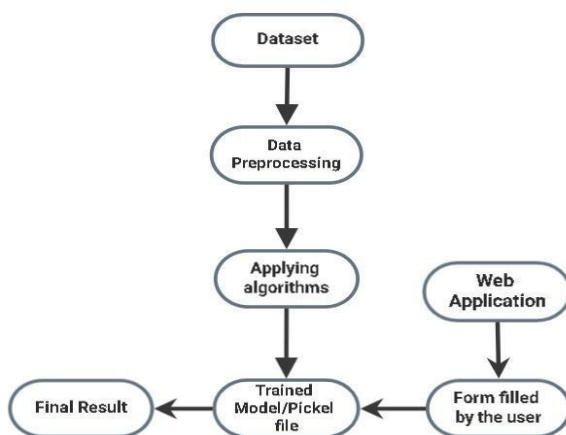 Dataset
Data
Preprocessing
Applying
algorithms
Web
Application
Final Result
Trained
Model/Pickel
file
Form filled
by the user